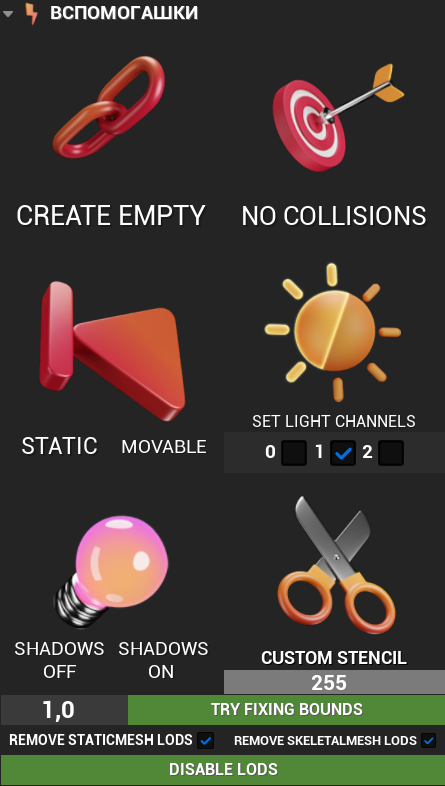 ВСПОМОГАШКИ
CREATE EMPTY
NO COLLISIONS
STATIC MOVABLE
SET LIGHT CHANNELS
0 1 2
SHADOWS OFF
SHADOWS ON
CUSTOM STENCIL
255
1,0 TRY FIXING BOUNDS
REMOVE STATICMESH LODS REMOVE SKELETALMESH LODS
DISABLE LODS